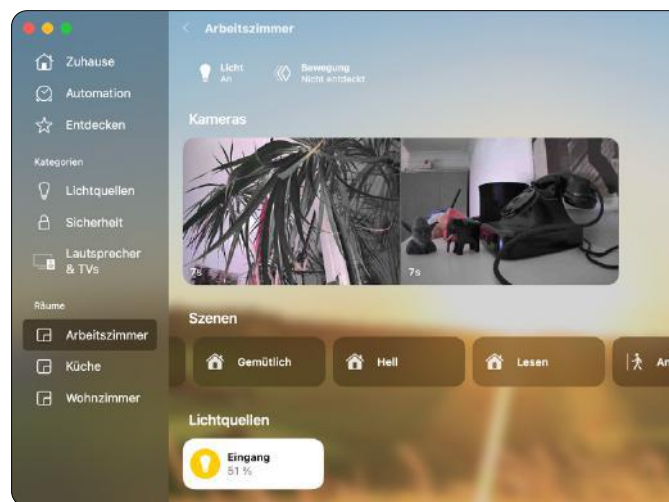 Zuhause
Automation
Entdecken
Kategorien
Lichtquellen
Sicherheit
Lautsprecher
& TVs
Räume
Arbeitszimmer
Küche
Wohnzimmer
Arbeitszimmer
Licht
An
Bewegung
Nicht entdeckt
Kameras
7s
7s
Szenen
Gemütlich
Hell
Lesen
An
Lichtquellen
Eingang
51 %